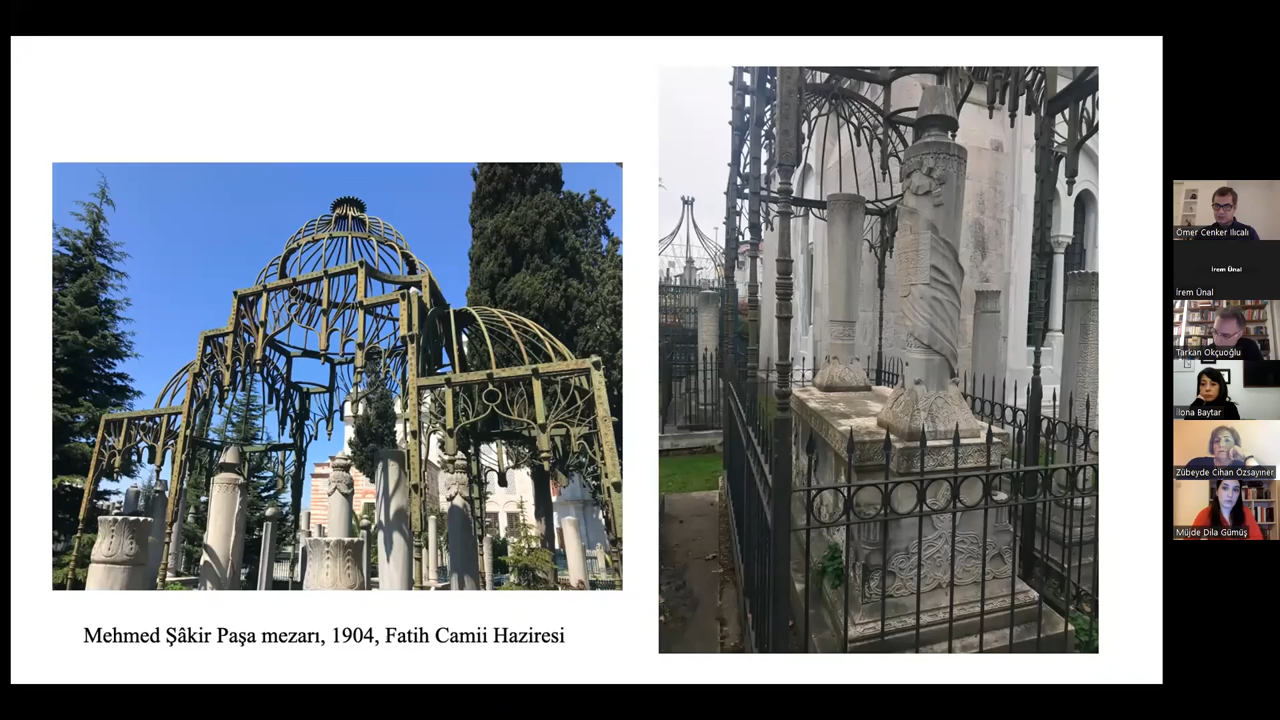 Mehmed Şâkir Paşa mezarı, 1904, Fatih Camii Haziresi
Ömer Cenker Ilıcalı
İrem Ünal
İrem Ünal
Tarkan Okçuoğlu
İlona Baytar
Zübeyde Cihan Özsayıner
Müjde Dila Gümüş